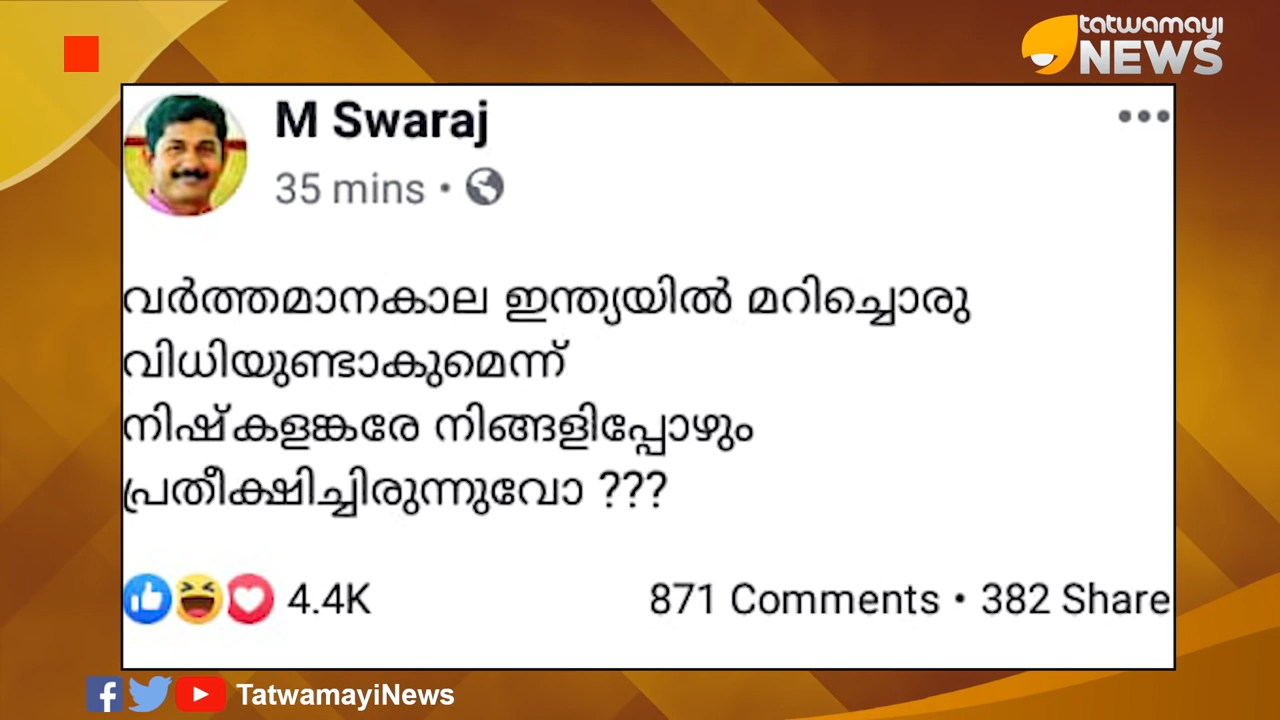 tatwamayi
NEWS
M Swaraj
35 mins •
വർത്തമാനകാല ഇന്ത്യയിൽ മറിച്ചൊരു
വിധിയുണ്ടാകുമെന്ന്
നിഷ്കളങ്കരേ നിങ്ങളിപ്പോഴും
പ്രതീക്ഷിച്ചിരുന്നുവോ ???
4.4K 871 Comments • 382 Share
TatwamayiNews